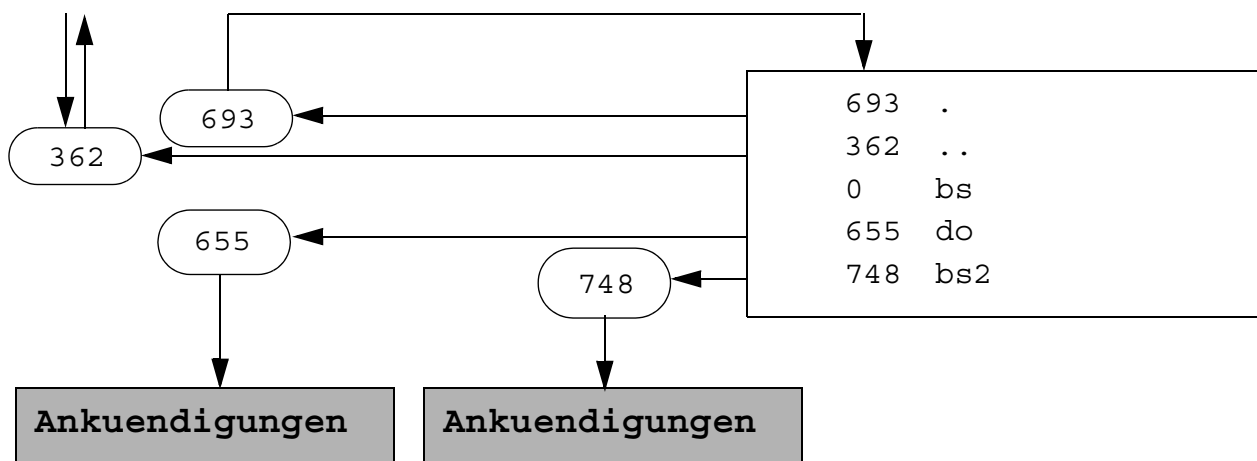 693
362
655
748
693 .
362 ..
0 bs
655 do
748 bs2
Ankuendigungen
Ankuendigungen